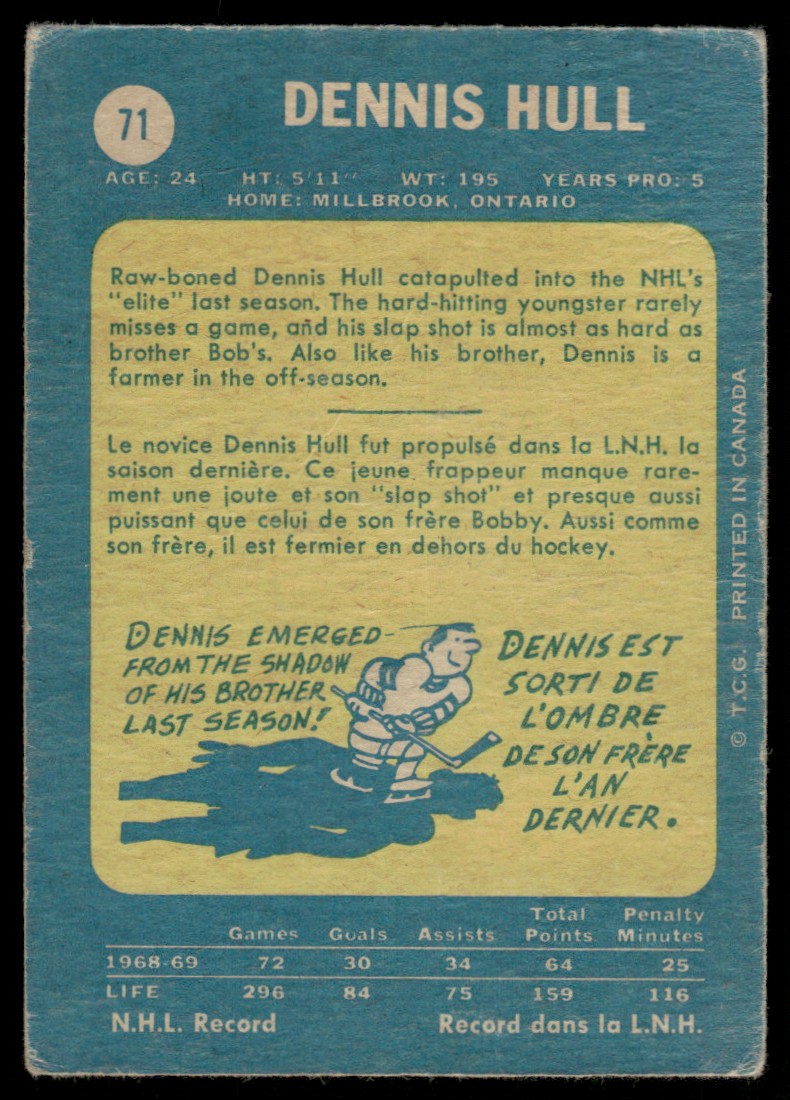 71
DENNIS HULL
AGE: 24 HT: 5'11" WT: 195 YEARS PRO: 5
HOME: MILLBROOK, ONTARIO
Raw-boned Dennis Hull catapulted into the NHL's
"elite" last season. The hard-hitting youngster rarely
misses a game, and his slap shot is almost as hard as
brother Bob's. Also like his brother, Dennis is a
farmer in the off-season.
Le novice Dennis Hull fut propulsé dans la L.N.H. la
saison dernière. Ce jeune frappeur manque rare-
ment une joute et son "slap shot" et presque aussi
puissant que celui de son frère Bobby. Aussi comme
son frère, il est fermier en dehors du hockey.
DENNIS EMERGED
FROM THE SHADOW
OF HIS BROTHER
LAST SEASON!
DENNIS EST
SORTI DE
L'OMBRE
DE SON FRÈRE
L'AN
DERNIER.
© T.C.G. PRINTED IN CANADA
Games Goals Assists Total Points Penalty Minutes
1968-69 72 30 34 64 25
LIFE 296 84 75 159 116
N.H.L. Record Record dans la L.N.H.